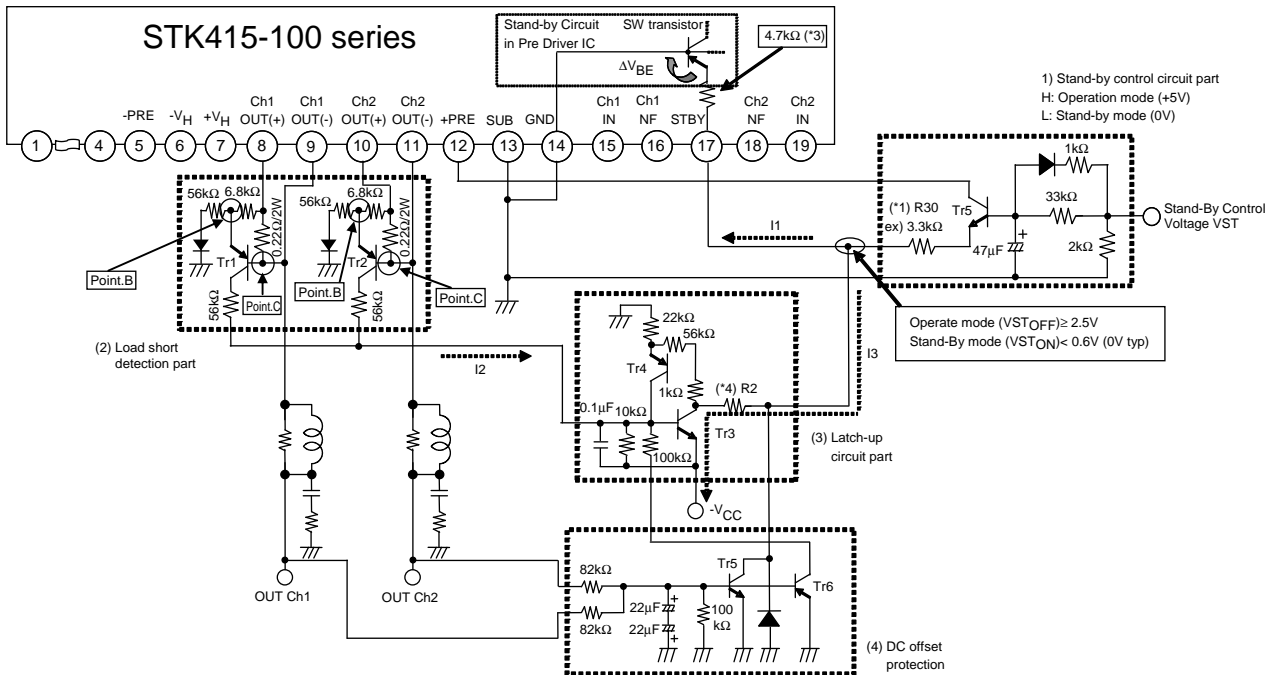 STK415-100 series
Stand-by Circuit
in Pre Driver IC
SW transistor
ΔVBE
4.7kΩ (*3)
1) Stand-by control circuit part
H: Operation mode (+5V)
L: Stand-by mode (0V)
-PRE
-VH
+VH
Ch1
OUT(+)
Ch1
OUT(-)
Ch2
OUT(+)
Ch2
OUT(-)
+PRE
SUB
GND
Ch1
IN
Ch1
NF
STBY
Ch2
NF
Ch2
IN
1
4
5
6
7
8
9
10
11
12
13
14
15
16
17
18
19
56kΩ
6.8kΩ
0.22Ω/2W
Tr1
56kΩ
Point.B
Point.C
56kΩ
6.8kΩ
0.22Ω/2W
Tr2
56kΩ
Point.B
Point.C
(2) Load short
detection part
I2
I1
(*1) R30
ex) 3.3kΩ
Tr5
1kΩ
33kΩ
47μF
+
2kΩ
Stand-By Control
Voltage VST
Operate mode (VSTOFF)≥ 2.5V
Stand-By mode (VSTON)< 0.6V (0V typ)
I3
22kΩ
56kΩ
Tr4
1kΩ
(*4) R2
0.1μF
10kΩ
Tr3
100kΩ
(3) Latch-up
circuit part
-VCC
OUT Ch1
OUT Ch2
82kΩ
82kΩ
22μF
+
22μF
+
100
kΩ
Tr5
Tr6
(4) DC offset
protection